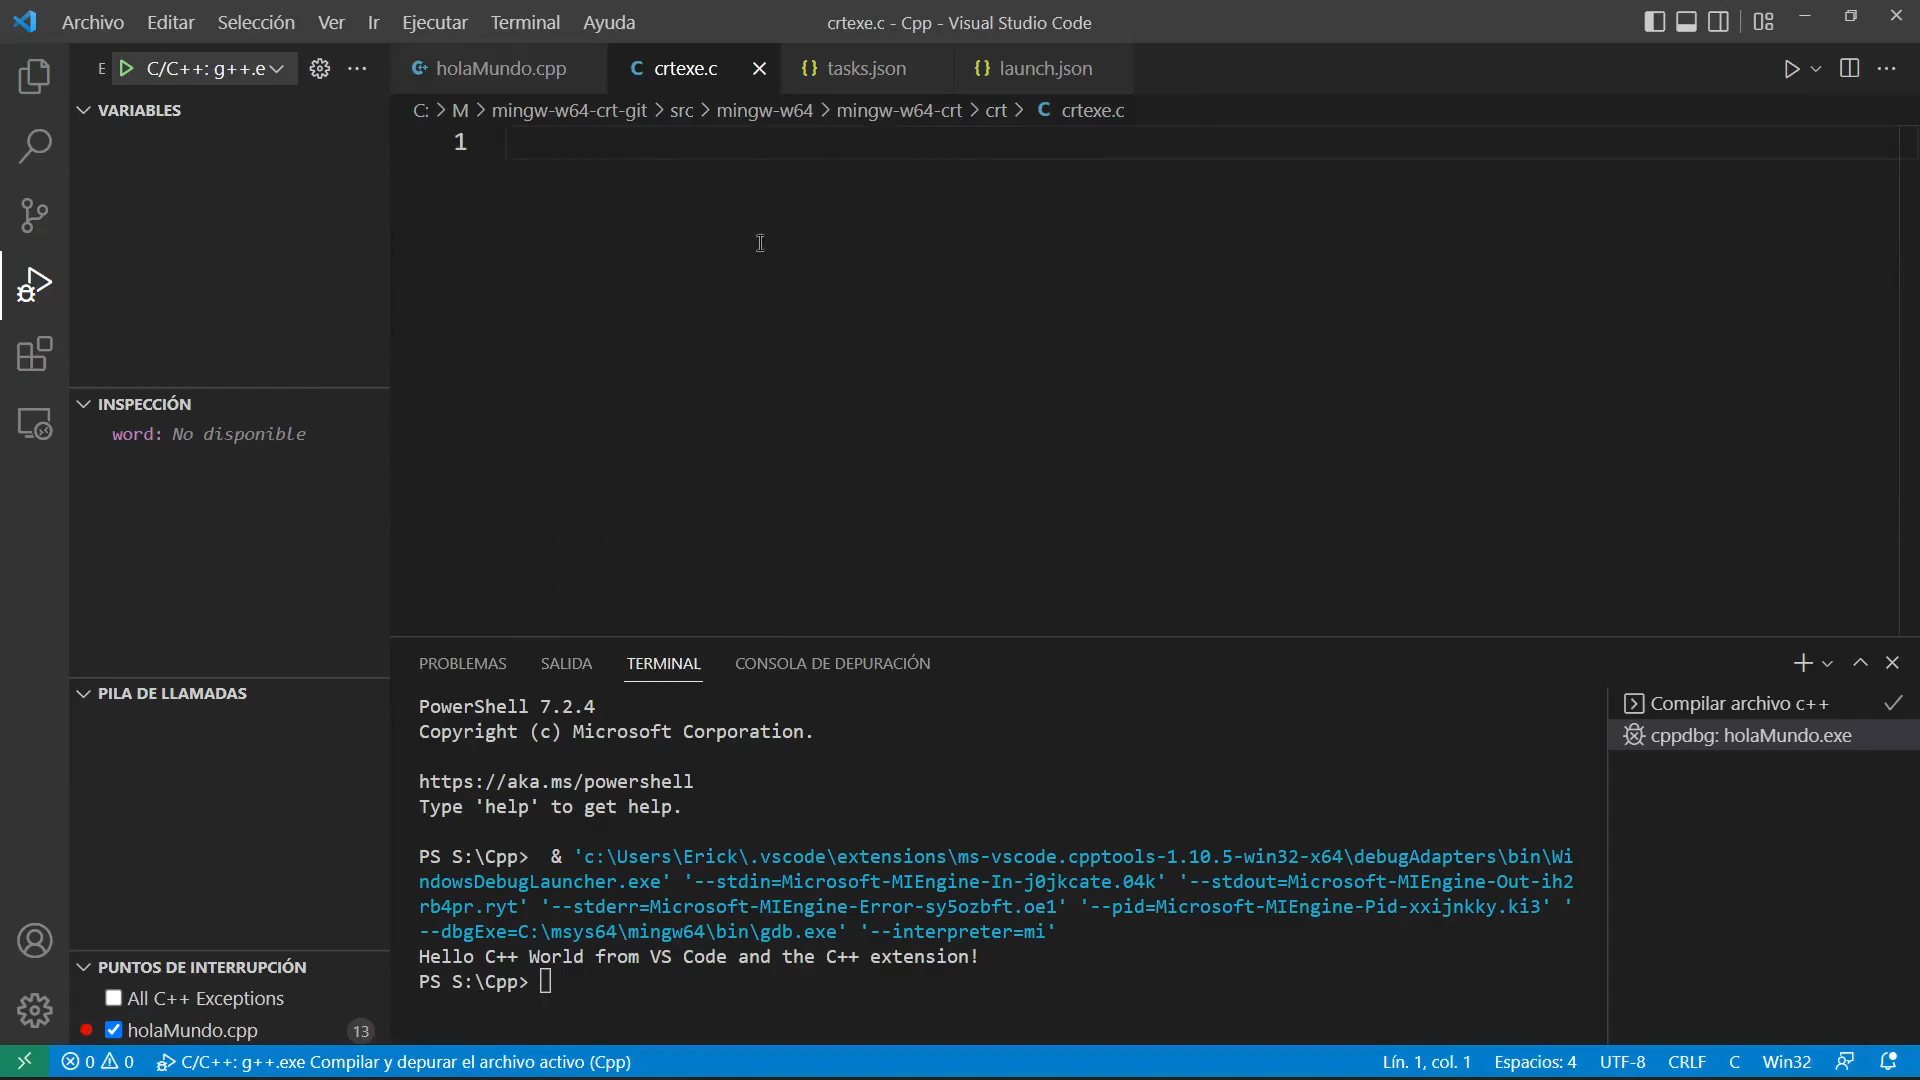 Archivo Editar Selección Ver Ir Ejecutar Terminal Ayuda
crtexe.c - Cpp - Visual Studio Code
E C/C++: g++.e
holaMundo.cpp
C crtexe.c
{} tasks.json
{} launch.json
VARIABLES
C: > M > mingw-w64-crt-git > src > mingw-w64 > mingw-w64-crt > crt > C crtexe.c
1
INSPECCIÓN
word: No disponible
PILA DE LLAMADAS
PUNTOS DE INTERRUPCIÓN
All C++ Exceptions
holaMundo.cpp 13
PROBLEMAS SALIDA TERMINAL CONSOLA DE DEPURACIÓN
PowerShell 7.2.4
Copyright (c) Microsoft Corporation.
https://aka.ms/powershell
Type 'help' to get help.
PS S:\Cpp>  & 'c:\Users\Erick\.vscode\extensions\ms-vscode.cpptools-1.10.5-win32-x64\debugAdapters\bin\Wi
ndowsDebugLauncher.exe' '--stdin=Microsoft-MIEngine-In-j0jkcate.04k' '--stdout=Microsoft-MIEngine-Out-ih2
rb4pr.ryt' '--stderr=Microsoft-MIEngine-Error-sy5ozbft.oe1' '--pid=Microsoft-MIEngine-Pid-xxijnkky.ki3' '
--dbgExe=C:\msys64\mingw64\bin\gdb.exe' '--interpreter=mi'
Hello C++ World from VS Code and the C++ extension!
PS S:\Cpp>
Compilar archivo c++
cppdbg: holaMundo.exe
0 0 C/C++: g++.exe Compilar y depurar el archivo activo (Cpp)
Lín. 1, col. 1 Espacios: 4 UTF-8 CRLF C Win32